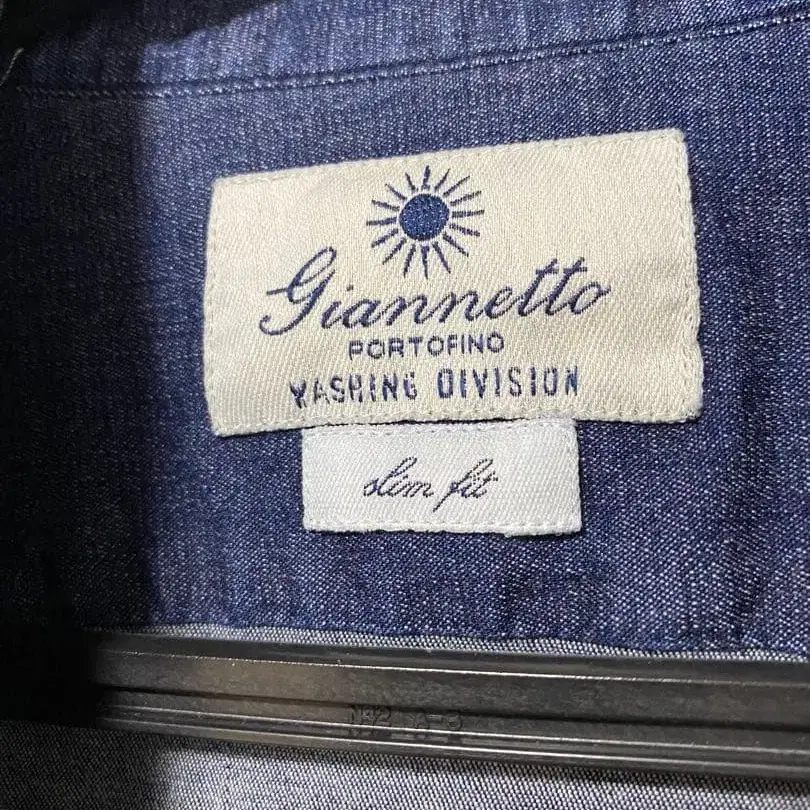 Giannetto
PORTOFINO
WASHING DIVISION
slim fit